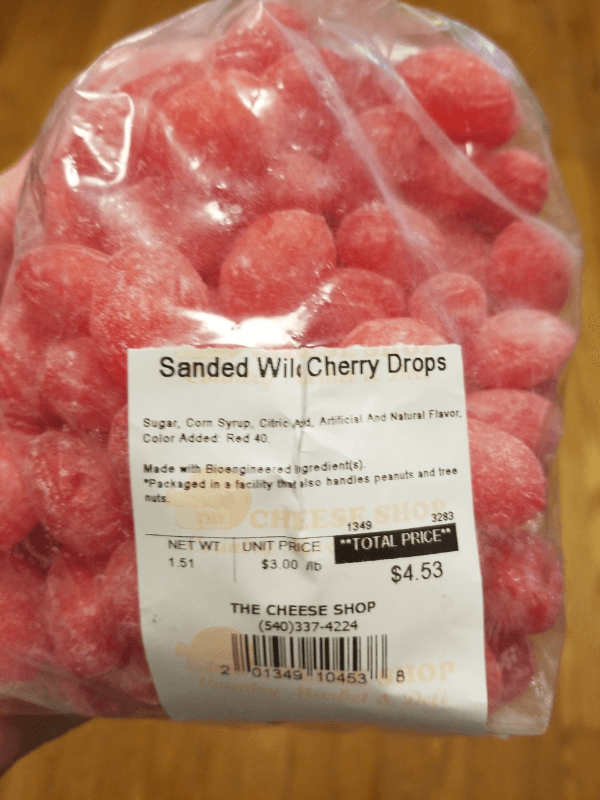 Sanded Wild Cherry Drops
Sugar, Corn Syrup, Citric Acid, Artificial And Natural Flavor,
Color Added: Red 40.
Made with Bioengineered Ingredient(s).
*Packaged in a facility that also handles peanuts and tree
nuts.
THE CHEESE SHOP
1349 3283
NET WT UNIT PRICE **TOTAL PRICE**
1.51 $3.00 /lb $4.53
THE CHEESE SHOP
(540)337-4224
2 01349 10453 8
SHOP